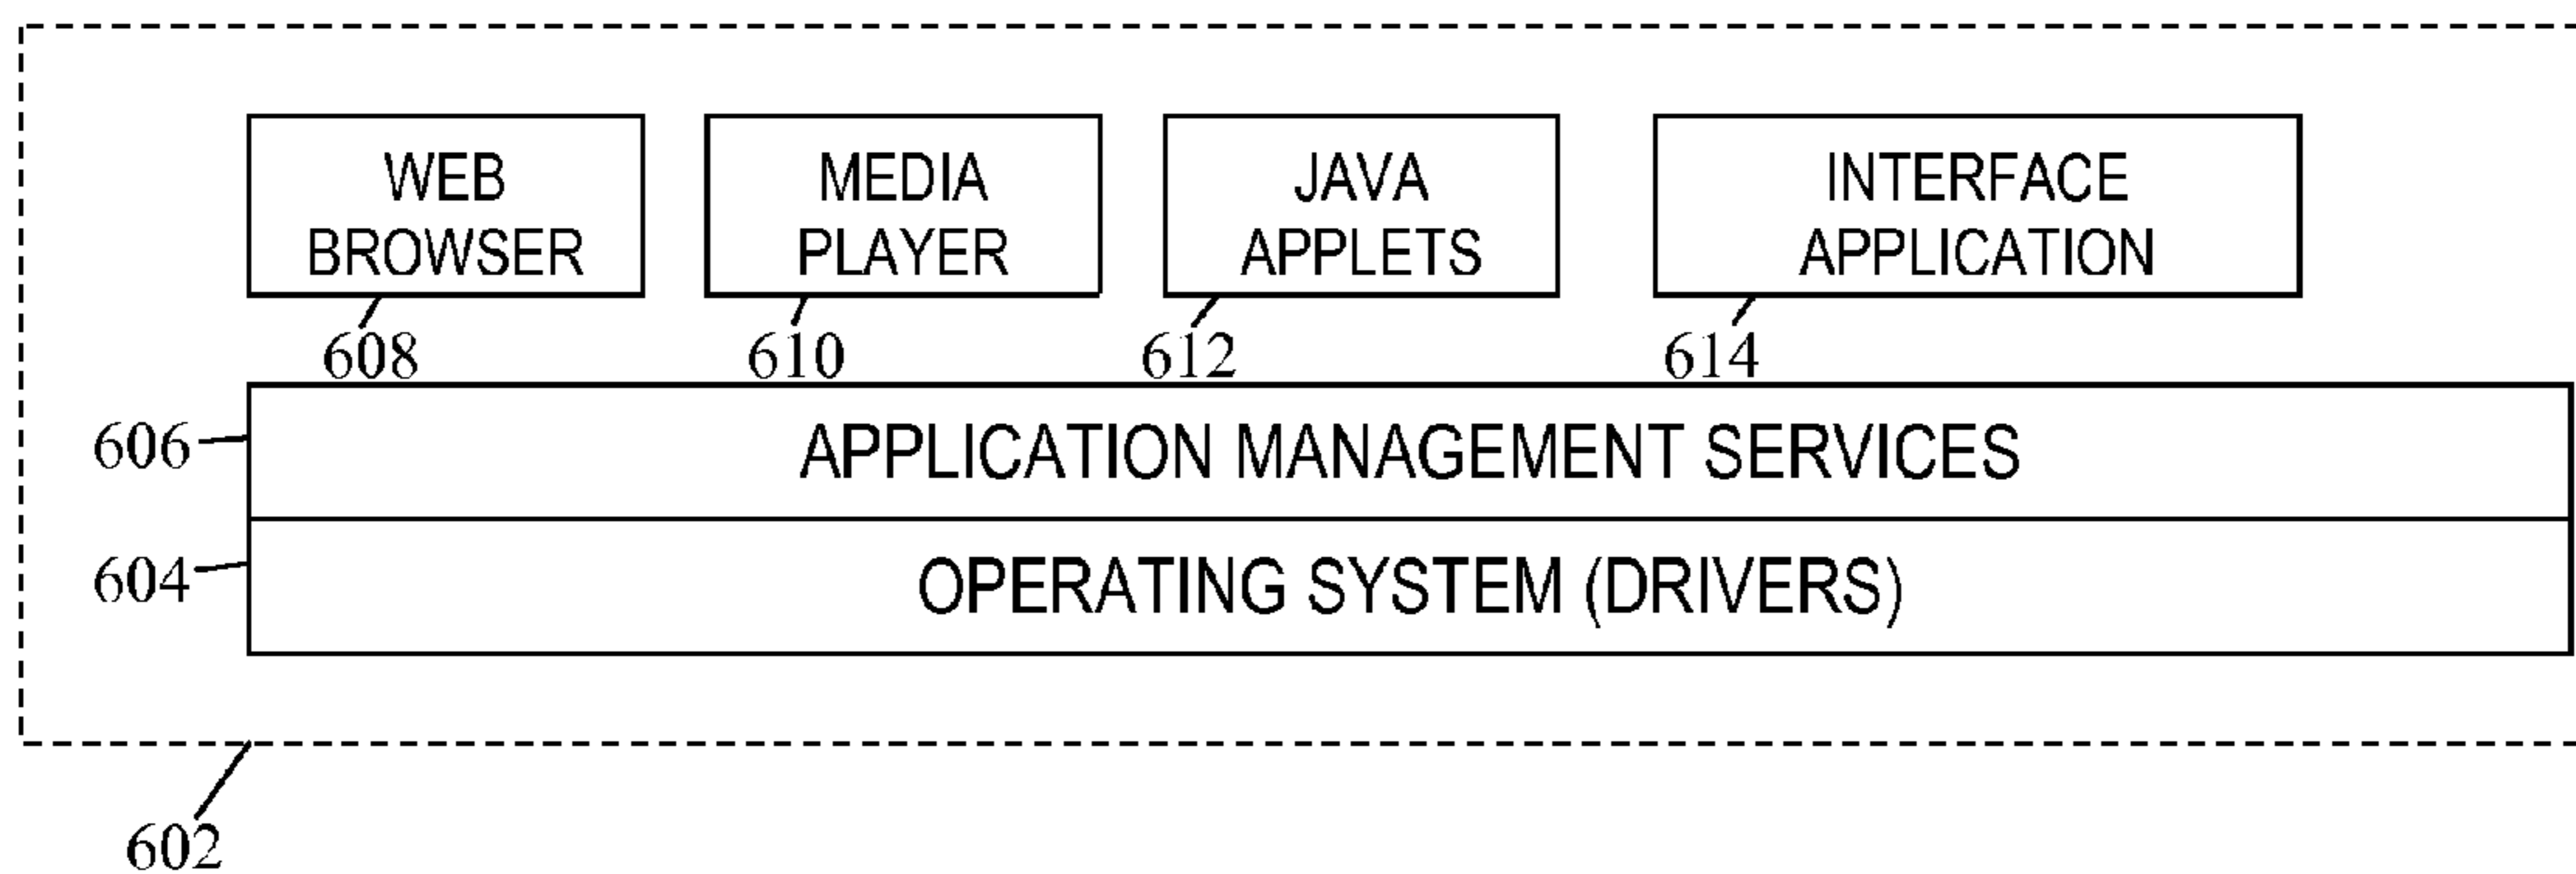 WEB
BROWSER
MEDIA
PLAYER
JAVA
APPLETS
INTERFACE
APPLICATION
608
610
612
614
606
APPLICATION MANAGEMENT SERVICES
604
OPERATING SYSTEM (DRIVERS)
602